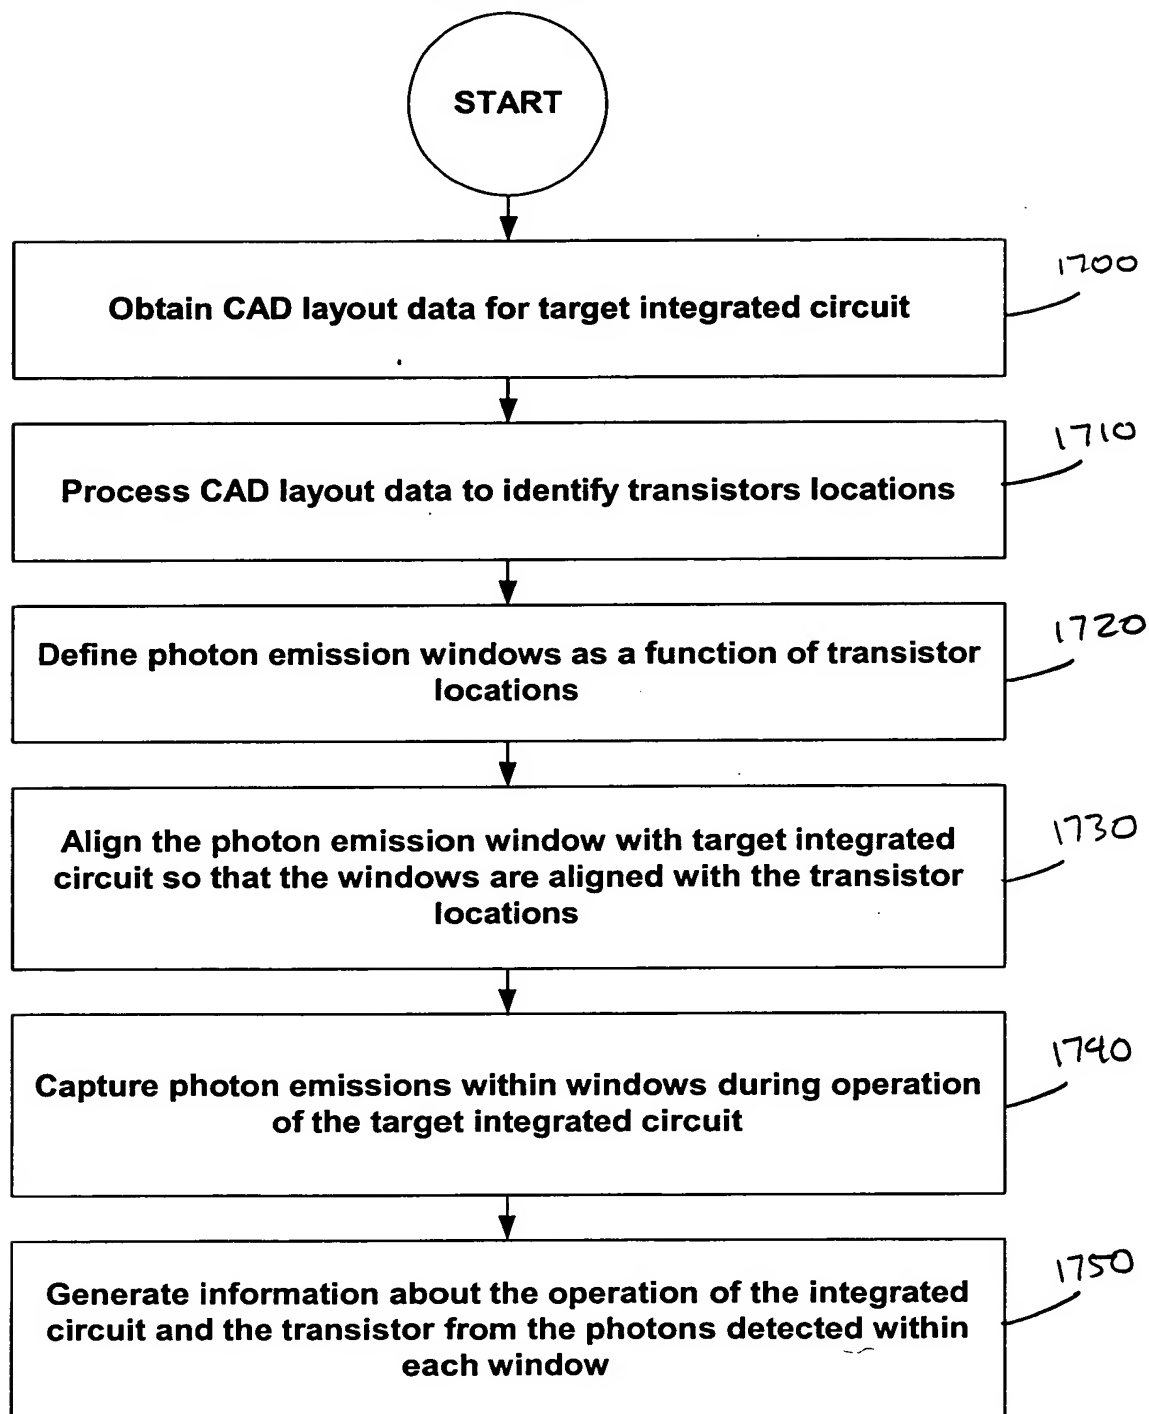 START
Obtain CAD layout data for target integrated circuit
1700
Process CAD layout data to identify transistors locations
1710
Define photon emission windows as a function of transistor
locations
1720
Align the photon emission window with target integrated
circuit so that the windows are aligned with the transistor
locations
1730
Capture photon emissions within windows during operation
of the target integrated circuit
1740
Generate information about the operation of the integrated
circuit and the transistor from the photons detected within
each window
1750